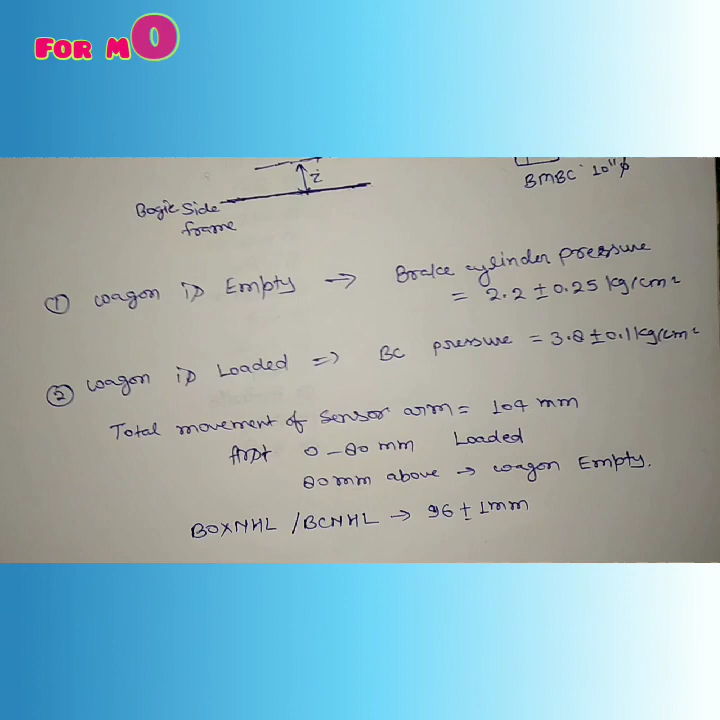 FOR MO
i
BMBC 10"φ
Bogie Side
frame
① wagon is Empty → Brake cylinder pressure
= 2.2 ± 0.25 kg/cm²
② wagon is Loaded => BC pressure = 3.8 ± 0.1 kg/cm²
Total movement of sensor arm = 104 mm
first 0-80 mm Loaded
80 mm above → wagon Empty.
BOXNHL / BCNHL → 96 ± 1mm